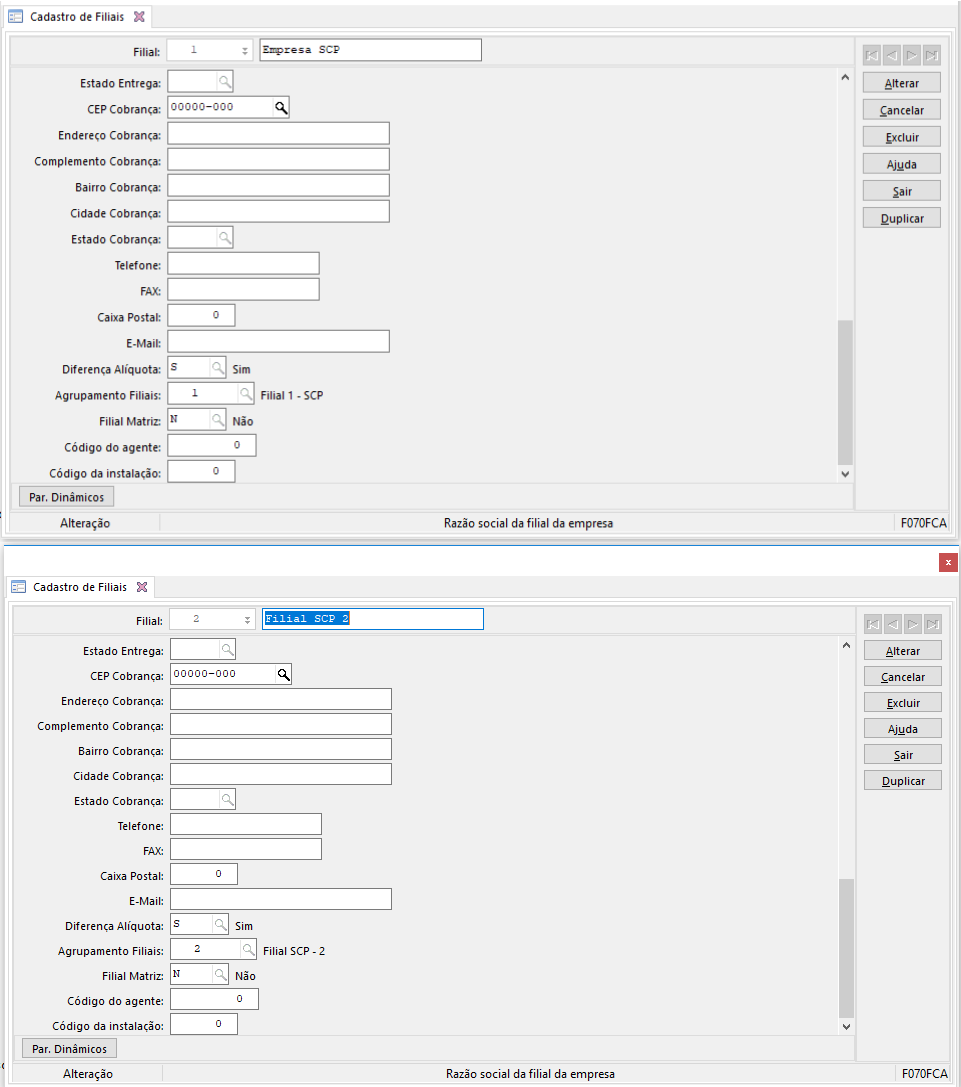 Cadastro de Filiais
Filial: 1 Empresa SCP
Estado Entrega:
CEP Cobrança: 00000-000
Endereço Cobrança:
Complemento Cobrança:
Bairro Cobrança:
Cidade Cobrança:
Estado Cobrança:
Telefone:
FAX:
Caixa Postal: 0
E-Mail:
Diferença Alíquota: S Sim
Agrupamento Filiais: 1 Filial 1 - SCP
Filial Matriz: N Não
Código do agente: 0
Código da instalação: 0
Par. Dinâmicos
Alterar
Cancelar
Excluir
Ajuda
Sair
Duplicar
Alteração Razão social da filial da empresa F070FCA
Cadastro de Filiais
Filial: 2 Filial SCP 2
Estado Entrega:
CEP Cobrança: 00000-000
Endereço Cobrança:
Complemento Cobrança:
Bairro Cobrança:
Cidade Cobrança:
Estado Cobrança:
Telefone:
FAX:
Caixa Postal: 0
E-Mail:
Diferença Alíquota: S Sim
Agrupamento Filiais: 2 Filial SCP - 2
Filial Matriz: N Não
Código do agente: 0
Código da instalação: 0
Par. Dinâmicos
Alterar
Cancelar
Excluir
Ajuda
Sair
Duplicar
Alteração Razão social da filial da empresa F070FCA